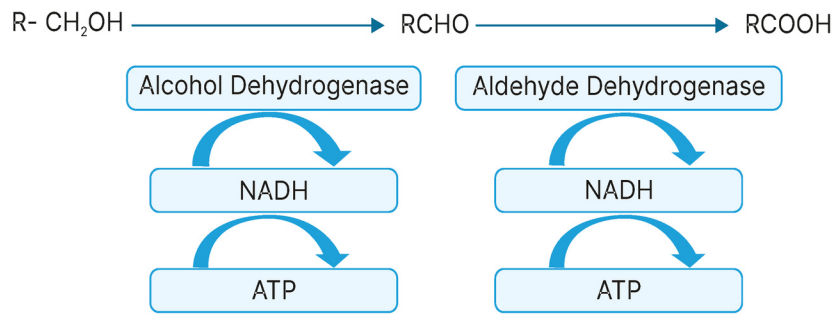 R- CH₂OH RCHO RCOOH
Alcohol Dehydrogenase Aldehyde Dehydrogenase
NADH NADH
ATP ATP